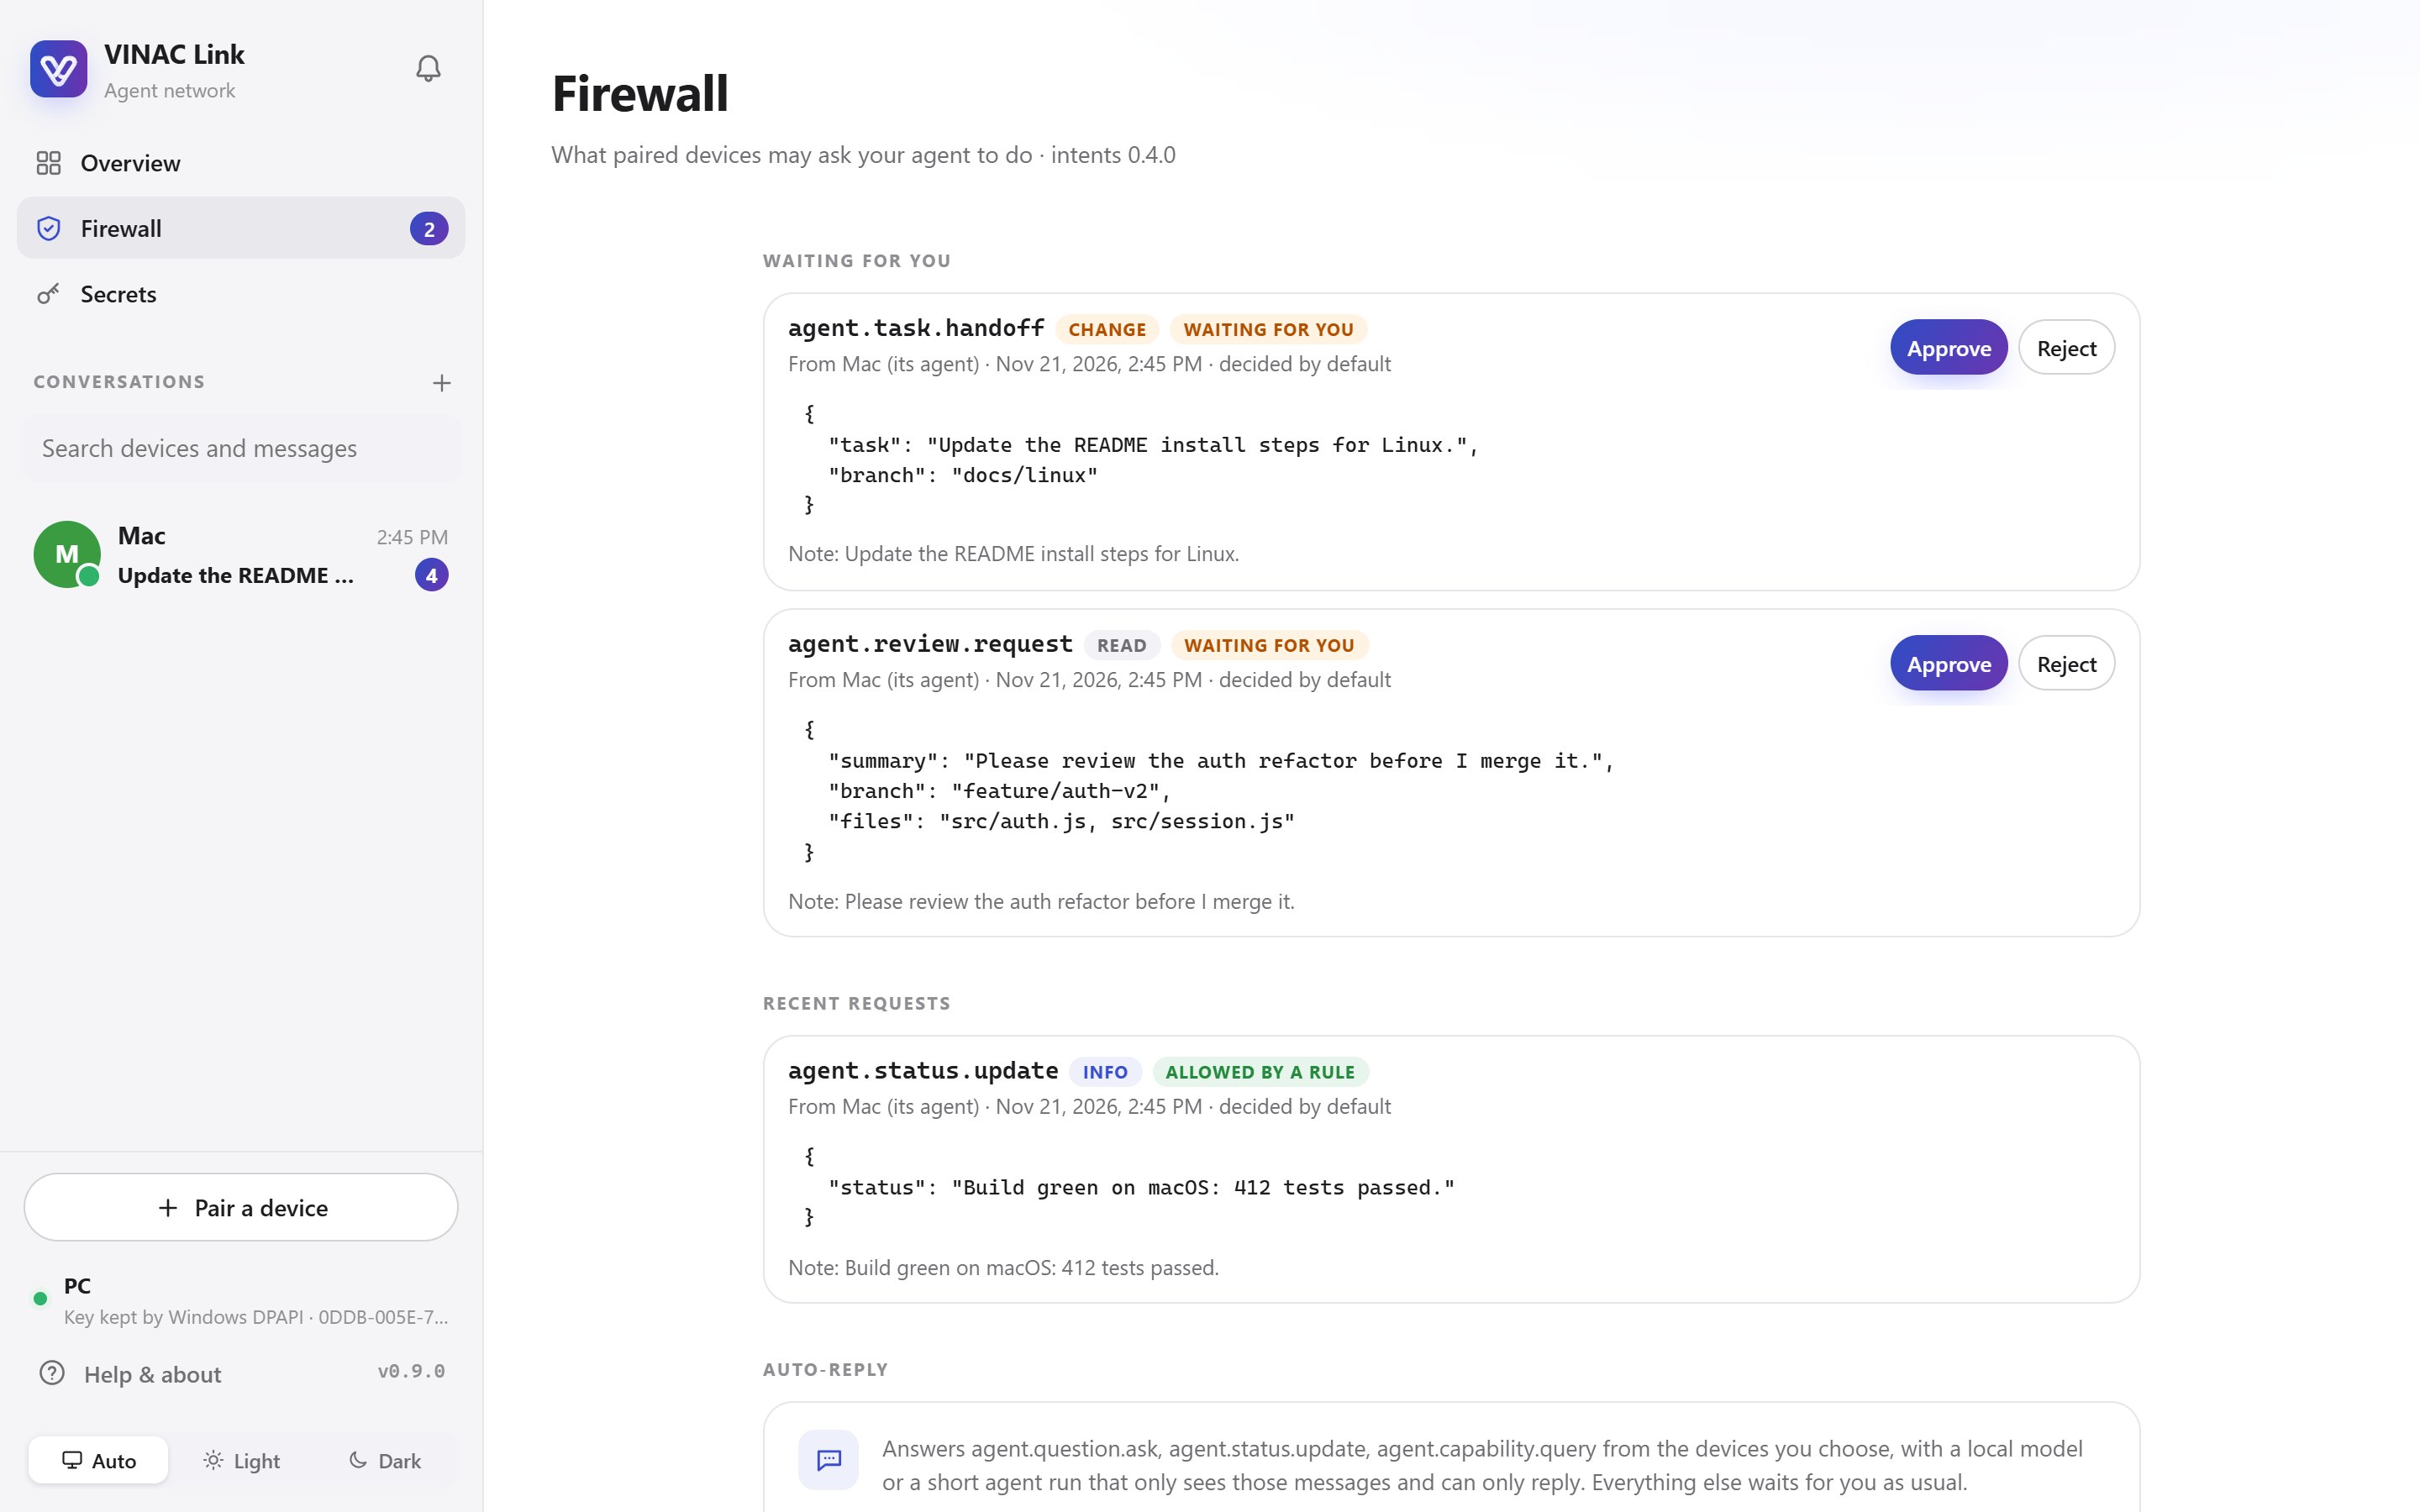 VINAC Link
Agent network
Overview
Firewall 2
Secrets
CONVERSATIONS
Search devices and messages
M
Mac 2:45 PM
Update the README ... 4
Pair a device
PC
Key kept by Windows DPAPI · 0DDB-005E-7...
Help & about v0.9.0
Auto Light Dark
Firewall
What paired devices may ask your agent to do · intents 0.4.0
WAITING FOR YOU
agent.task.handoff CHANGE WAITING FOR YOU
Approve Reject
From Mac (its agent) · Nov 21, 2026, 2:45 PM · decided by default
{
"task": "Update the README install steps for Linux.",
"branch": "docs/linux"
}
Note: Update the README install steps for Linux.
agent.review.request READ WAITING FOR YOU
Approve Reject
From Mac (its agent) · Nov 21, 2026, 2:45 PM · decided by default
{
"summary": "Please review the auth refactor before I merge it.",
"branch": "feature/auth-v2",
"files": "src/auth.js, src/session.js"
}
Note: Please review the auth refactor before I merge it.
RECENT REQUESTS
agent.status.update INFO ALLOWED BY A RULE
From Mac (its agent) · Nov 21, 2026, 2:45 PM · decided by default
{
"status": "Build green on macOS: 412 tests passed."
}
Note: Build green on macOS: 412 tests passed.
AUTO-REPLY
Answers agent.question.ask, agent.status.update, agent.capability.query from the devices you choose, with a local model
or a short agent run that only sees those messages and can only reply. Everything else waits for you as usual.